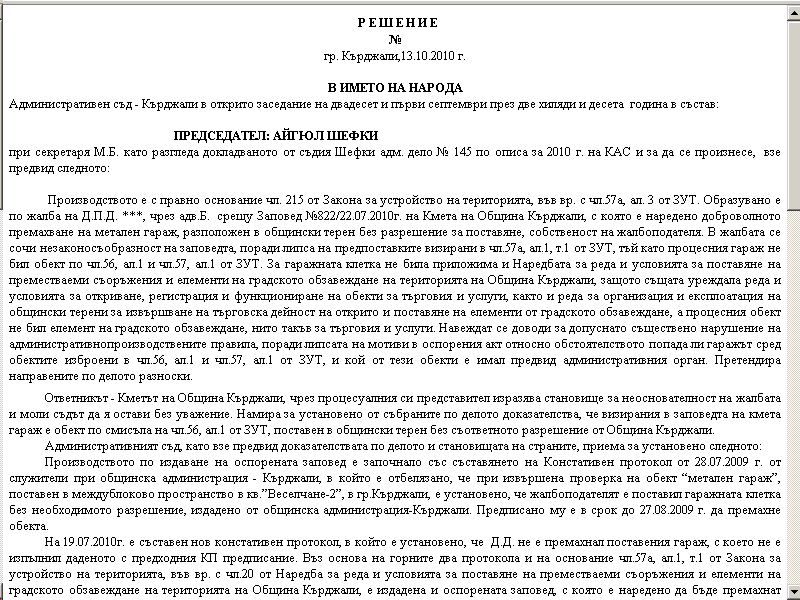 Р Е Ш Е Н И Е
№
гр. Кърджали,13.10.2010 г.
В ИМЕТО НА НАРОДА
Административен съд - Кърджали в открито заседание на двадесет и първи септември през две хиляди и десета година в състав:
ПРЕДСЕДАТЕЛ: АЙГЮЛ ШЕФКИ
при секретаря М.Б. като разгледа докладваното от съдия Шефки адм. дело № 145 по описа за 2010 г. на КАС и за да се произнесе, взе
предвид следното:
Производството е с правно основание чл. 215 от Закона за устройство на територията, във вр. с чл.57а, ал. 3 от ЗУТ. Образувано е
по жалба на Д.П.Д. ***, чрез адв.Б. срещу Заповед №822/22.07.2010г. на Кмета на Община Кърджали, с която е наредено доброволното
премахване на метален гараж, разположен в общински терен без разрешение за поставяне, собственост на жалбоподателя. В жалбата се
сочи незаконосъобразност на заповедта, поради липса на предпоставките визирани в чл.57а, ал.1, т.1 от ЗУТ, тъй като процесния гараж не
бил обект по чл.56, ал.1 и чл.57, ал.1 от ЗУТ. За гаражната клетка не била приложима и Наредбата за реда и условията за поставяне на
преместваеми съоръжения и елементи на градското обзавеждане на територията на Община Кърджали, защото същата уреждала реда и
условията за откриване, регистрация и функциониране на обекти за търговия и услуги, както и реда за организация и експлоатация на
общински терени за извършване на търговска дейност на открито и поставяне на елементи от градското обзавеждане, а процесния обект
не бил елемент на градското обзавеждане, нито такъв за търговия и услуги. Навеждат се доводи за допуснато съществено нарушение на
административнопроизводствените правила, поради липсата на мотиви в оспорения акт относно обстоятелството попада ли гаражът сред
обектите изброени в чл.56, ал.1 и чл.57, ал.1 от ЗУТ, и кой от тези обекти е имал предвид административния орган. Претендира
направените по делото разноски.
Ответникът - Кметът на Община Кърджали, чрез процесуалния си представител изразява становище за неоснователност на жалбата
и моли съдът да я остави без уважение. Намира за установено от събраните по делото доказателства, че визирания в заповедта на кмета
гараж е обект по смисъла на чл.56, ал.1 от ЗУТ, поставен в общински терен без съответното разрешение от Община Кърджали.
Административният съд, като взе предвид доказателствата по делото и становищата на страните, приема за установено следното:
Производството по издаване на оспорената заповед е започнало със съставянето на Констативен протокол от 28.07.2009 г. от
служители при общинска администрация - Кърджали, в който е отбелязано, че при извършена проверка на обект “метален гараж”,
поставен в междублоково пространство в кв.”Веселчане-2”, в гр.Кърджали, е установено, че жалбоподателят е поставил гаражната клетка
без необходимото разрешение, издадено от общинска администрация-Кърджали. Предписано му е в срок до 27.08.2009 г. да премахне
обекта.
На 19.07.2010г. е съставен нов констативен протокол, в който е установено, че Д.Д. не е премахнал поставения гараж, с което не е
изпълнил даденото с предходния КП предписание. Въз основа на горните два протокола и на основание чл.57а, ал.1, т.1 от Закона за
устройство на територията, във вр. с чл.20 от Наредба за реда и условията за поставяне на преместваеми съоръжения и елементи на
градското обзавеждане на територията на Община Кърджали, е издадена и оспорената заповед, с която е наредено да бъде премахнат